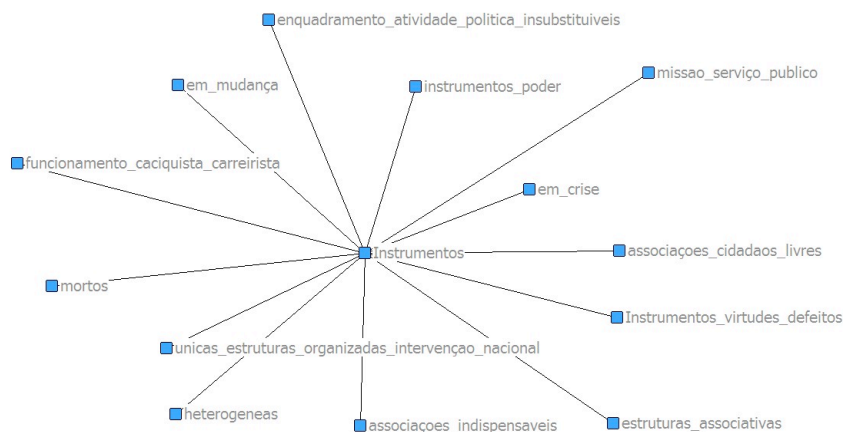 enquadramento_atividade_politica_insubstituiveis
missao_serviço_publico
em_mudança
instrumentos_poder
funcionamento_caciquista_carreirista
em_crise
Instrumentos
associaçoes_cidadaos_livres
mortos
Instrumentos_virtudes_defeitos
unicas_estruturas_organizadas_intervençao_nacional
heterogeneas
associaçoes_indispensaveis
estruturas_associativas